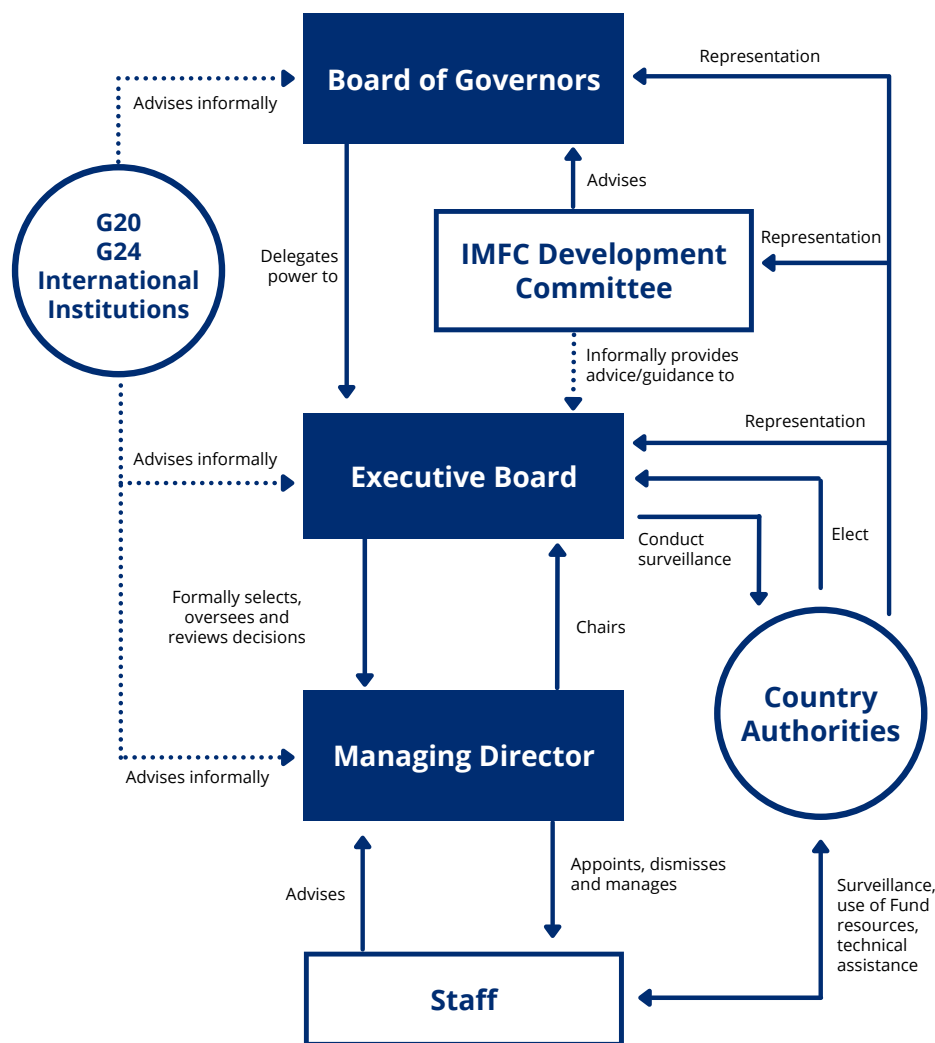 Board of Governors
Representation
Advises informally
Advises
G20
G24
International
Institutions
Delegates
power to
IMFC Development
Committee
Representation
Informally provides
advice/guidance to
Representation
Advises informally
Executive Board
Conduct
surveillance
Elect
Formally selects,
oversees and
reviews decisions
Chairs
Country
Authorities
Managing Director
Advises informally
Appoints, dismisses
and manages
Advises
Surveillance,
use of Fund
resources,
technical
assistance
Staff